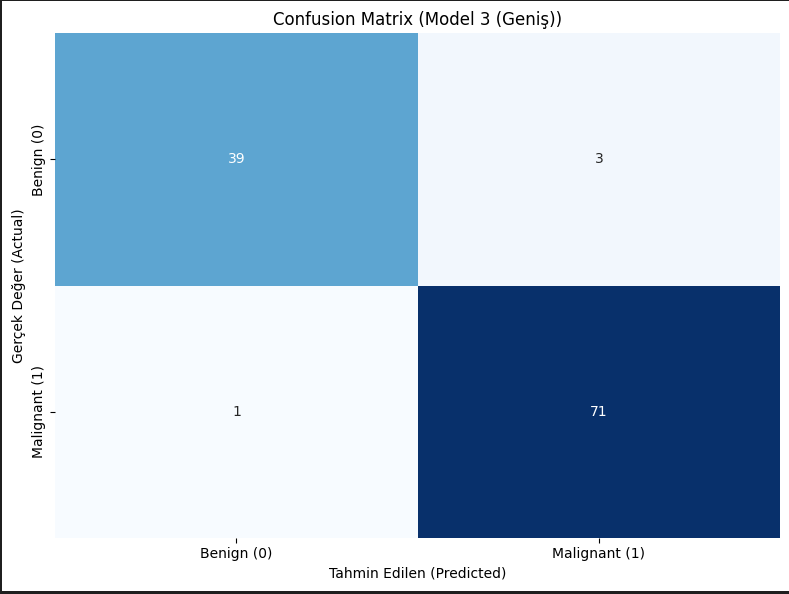 Confusion Matrix (Model 3 (Geniş))
Gerçek Değer (Actual)
Benign (0)
39
3
Malignant (1)
1
71
Benign (0)
Malignant (1)
Tahmin Edilen (Predicted)